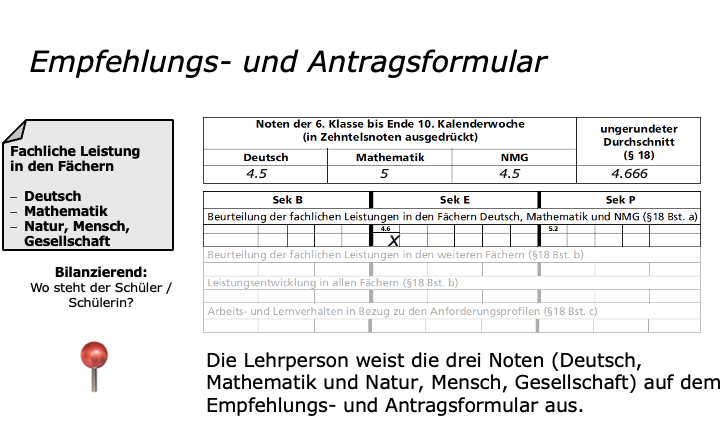 Empfehlungs- und Antragsformular
Fachliche Leistung
in den Fächern
– Deutsch
– Mathematik
– Natur, Mensch,
Gesellschaft
Bilanzierend:
Wo steht der Schüler /
Schülerin?
Noten der 6. Klasse bis Ende 10. Kalenderwoche
(in Zehntelsnoten ausgedrückt)
ungerundeter
Durchschnitt
(§ 18)
Deutsch Mathematik NMG
4.5 5 4.5 4.666
Sek B Sek E Sek P
Beurteilung der fachlichen Leistungen in den Fächern Deutsch, Mathematik und NMG (§18 Bst. a)
4.6 5.2
X
Beurteilung der fachlichen Leistungen in den weiteren Fächern (§18 Bst. b)
Leistungsentwicklung in allen Fächern (§18 Bst. b)
Arbeits- und Lernverhalten in Bezug zu den Anforderungsprofilen (§18 Bst. c)
Die Lehrperson weist die drei Noten (Deutsch,
Mathematik und Natur, Mensch, Gesellschaft) auf dem
Empfehlungs- und Antragsformular aus.